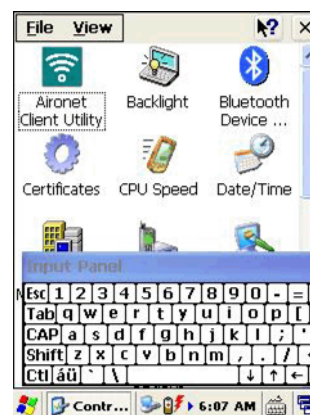 File View ?
Aironet Client Utility
Backlight
Bluetooth Device ...
Certificates
CPU Speed
Date/Time
Input Panel
Esc 1 2 3 4 5 6 7 8 9 0 - =
Tab q w e r t y u i o p [
CAP a s d f g h j k l ; '
Shift z x c v b n m , . /
Ctl áü ` \ ↓ ↑ ←
Contr... 6:07 AM